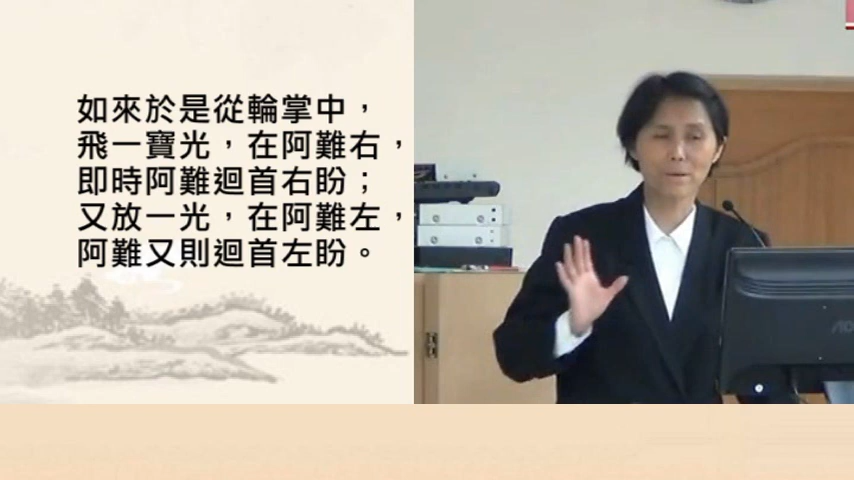 如來於是從輪掌中，
飛一寶光，在阿難右，
即時阿難迴首右盼；
又放一光，在阿難左，
阿難又則迴首左盼。